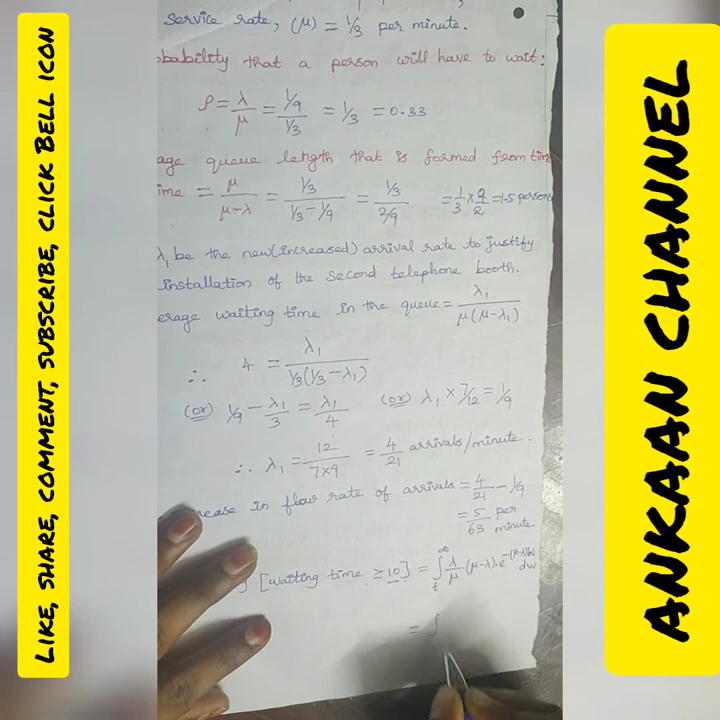 LIKE, SHARE, COMMENT, SUBSCRIBE, CLICK BELL ICON
service rate, (μ) = 1/3 per minute.
obability that a person will have to wait:
ρ = λ/μ = (1/9)/(1/3) = 1/3 = 0.33
age queue length that is formed from tim
ime = μ/(μ-λ) = (1/3)/(1/3 - 1/9) = (1/3)/(2/9) = 1/3 × 9/2 = 1.5 persons
λ₁ be the new (increased) arrival rate to justify
installation of the second telephone booth.
erage waiting time in the queue = λ₁/(μ(μ-λ₁))
∴ 4 = λ₁/(1/3(1/3 - λ₁))
(or) 1/9 - λ₁/3 = λ₁/4 (or) λ₁ × 7/12 = 1/9
∴ λ₁ = 12/(7×9) = 4/21 arrivals/minute.
rease in flow rate of arrivals = 4/21 - 1/9
= 5/63 per minute.
[waiting time ≥ 10] = ∫_t^∞ λ/μ (μ-λ)·e^-(μ-λ)w dw
= ∫
ANKAAN CHANNEL